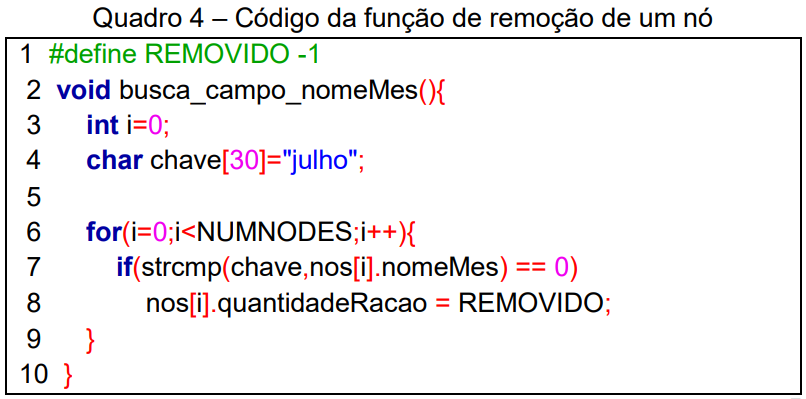 Quadro 4 – Código da função de remoção de um nó
1 #define REMOVIDO -1
2 void busca_campo_nomeMes(){
3 int i=0;
4 char chave[30]="julho";
5
6 for(i=0;i<NUMNODES;i++){
7 if(strcmp(chave,nos[i].nomeMes) == 0)
8 nos[i].quantidadeRacao = REMOVIDO;
9 }
10 }